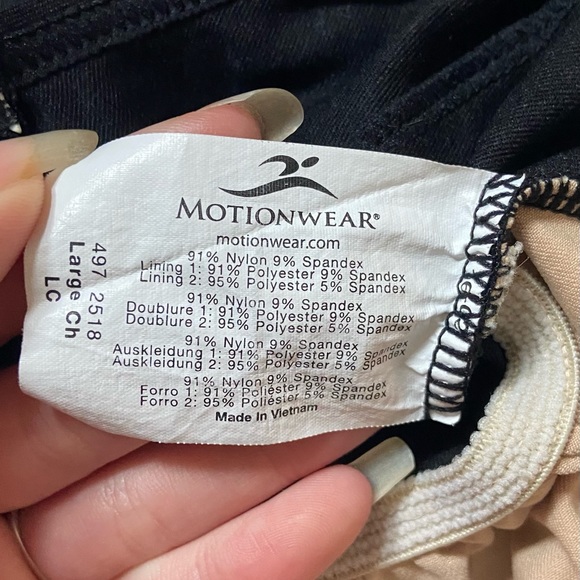 MOTIONWEAR®
motionwear.com
91% Nylon 9% Spandex
Lining 1: 91% Polyester 9% Spandex
Lining 2: 95% Polyester 5% Spandex
91% Nylon 9% Spandex
Doublure 1: 91% Polyester 9% Spandex
Doublure 2: 95% Polyester 5% Spandex
91% Nylon 9% Spandex
Auskleidung 1: 91% Polyester 9% Spandex
Auskleidung 2: 95% Polyester 5% Spandex
91% Nylon 9% Spandex
Forro 1: 91% Poliéster 9% Spandex
Forro 2: 95% Poliésier 5% Spandex
Made In Vietnam
497 2518
Large Ch
LC